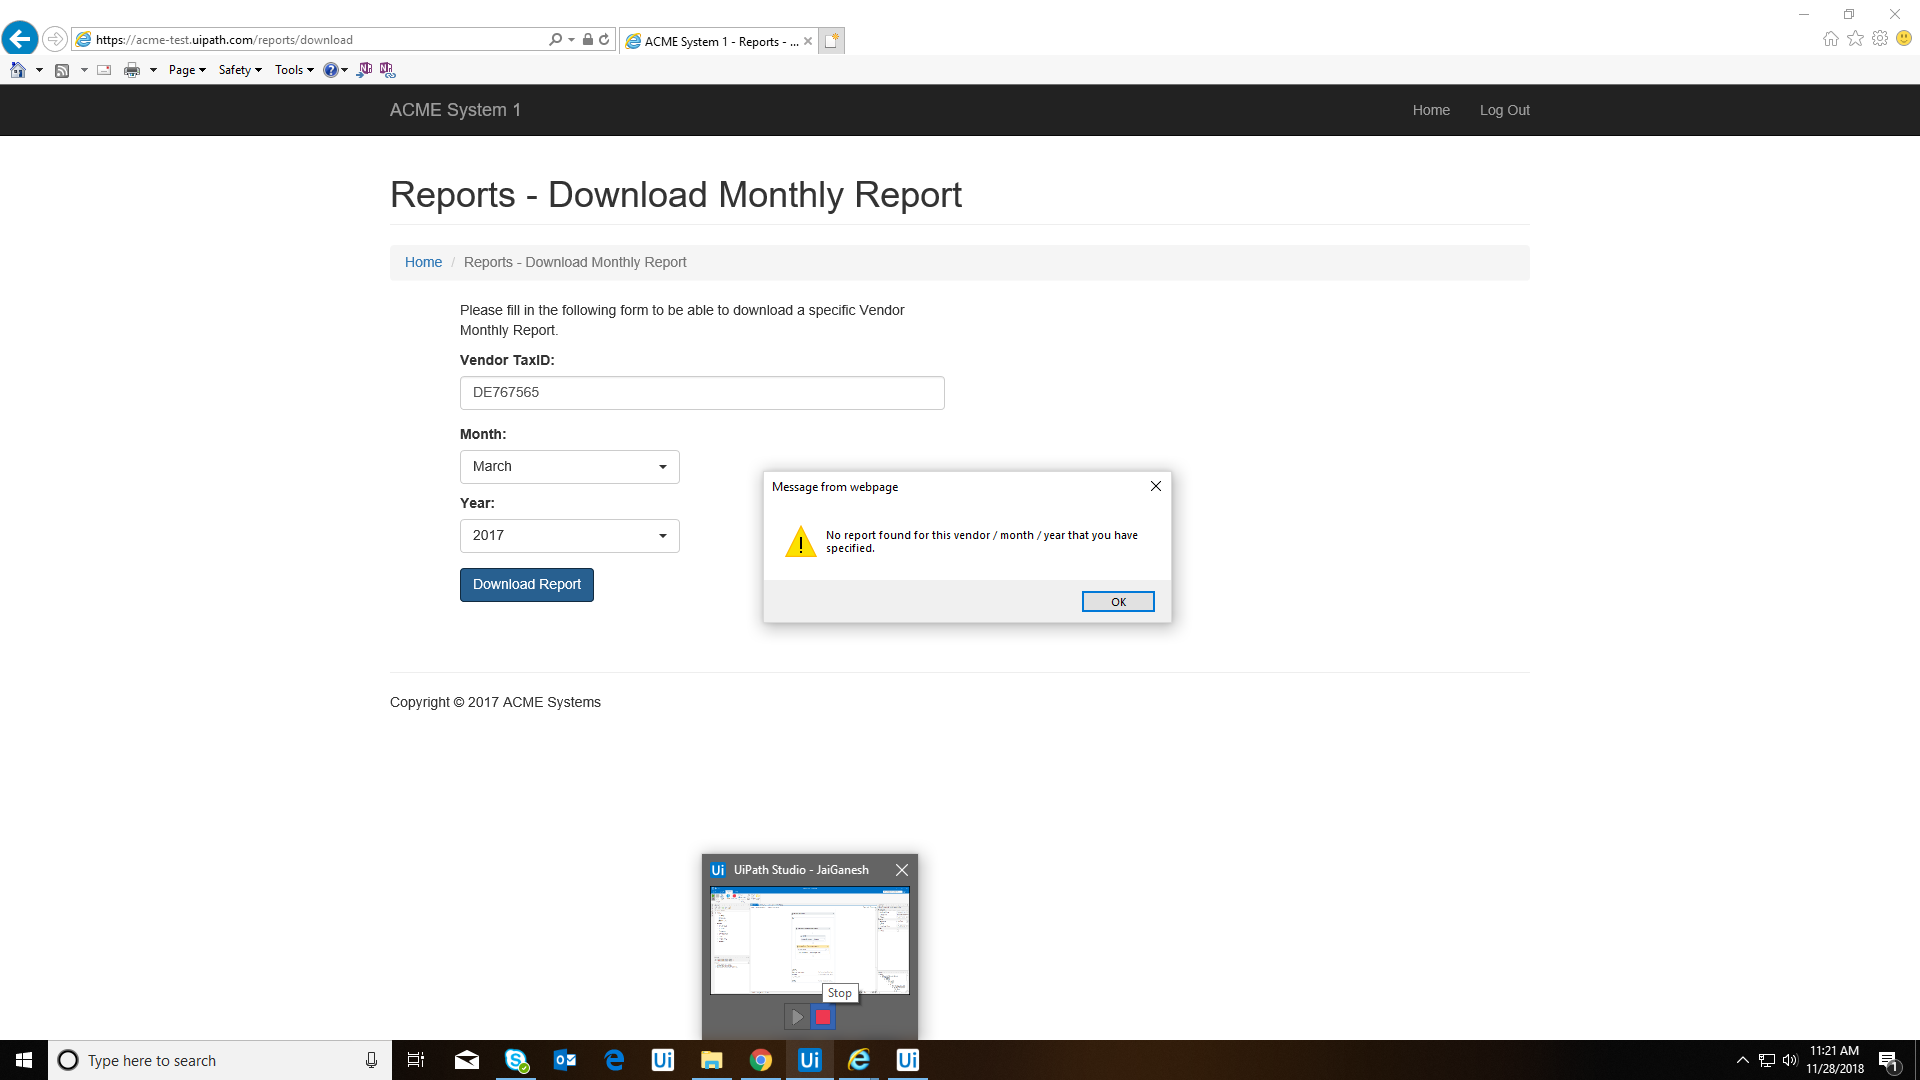 https://acme-test.uipath.com/reports/download
ACME System 1 - Reports - ...
Page
Safety
Tools
ACME System 1
Home
Log Out
Reports - Download Monthly Report
Home / Reports - Download Monthly Report
Please fill in the following form to be able to download a specific Vendor
Monthly Report.
Vendor TaxID:
DE767565
Month:
March
Year:
2017
Download Report
Message from webpage
No report found for this vendor / month / year that you have
specified.
OK
Copyright © 2017 ACME Systems
Ui UiPath Studio - JaiGanesh
Stop
Type here to search
Ui
Ui
Ui
11:21 AM
11/28/2018
1